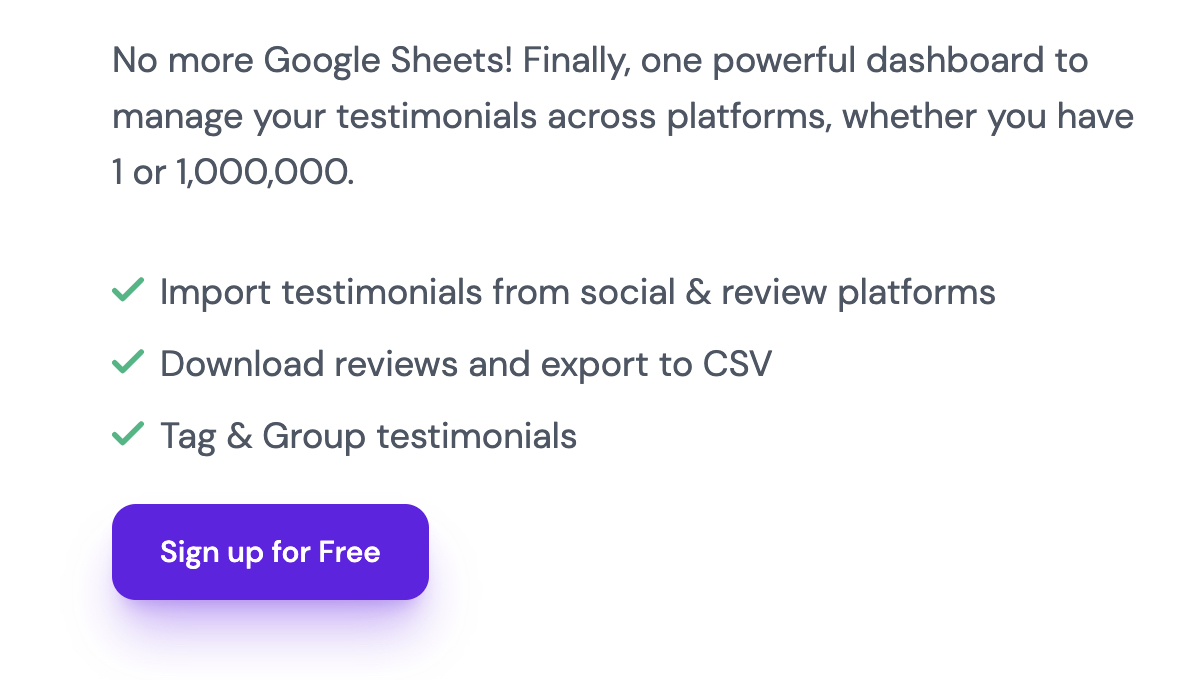 No more Google Sheets! Finally, one powerful dashboard to
manage your testimonials across platforms, whether you have
1 or 1,000,000.
Import testimonials from social & review platforms
Download reviews and export to CSV
Tag & Group testimonials
Sign up for Free